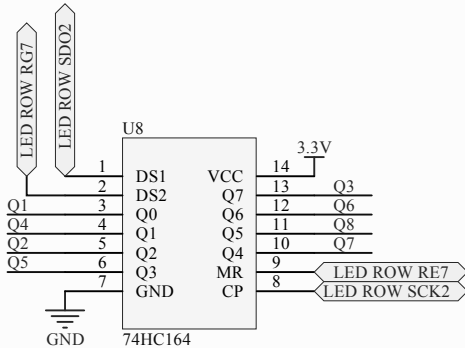 LED ROW RG7
LED ROW SDO2
U8
3.3V
1 DS1 VCC 14
2 DS2 Q7 13 Q3
Q1 3 Q0 Q6 12 Q6
Q4 4 Q1 Q5 11 Q8
Q2 5 Q2 Q4 10 Q7
Q5 6 Q3 MR 9 LED ROW RE7
7 GND CP 8 LED ROW SCK2
GND 74HC164